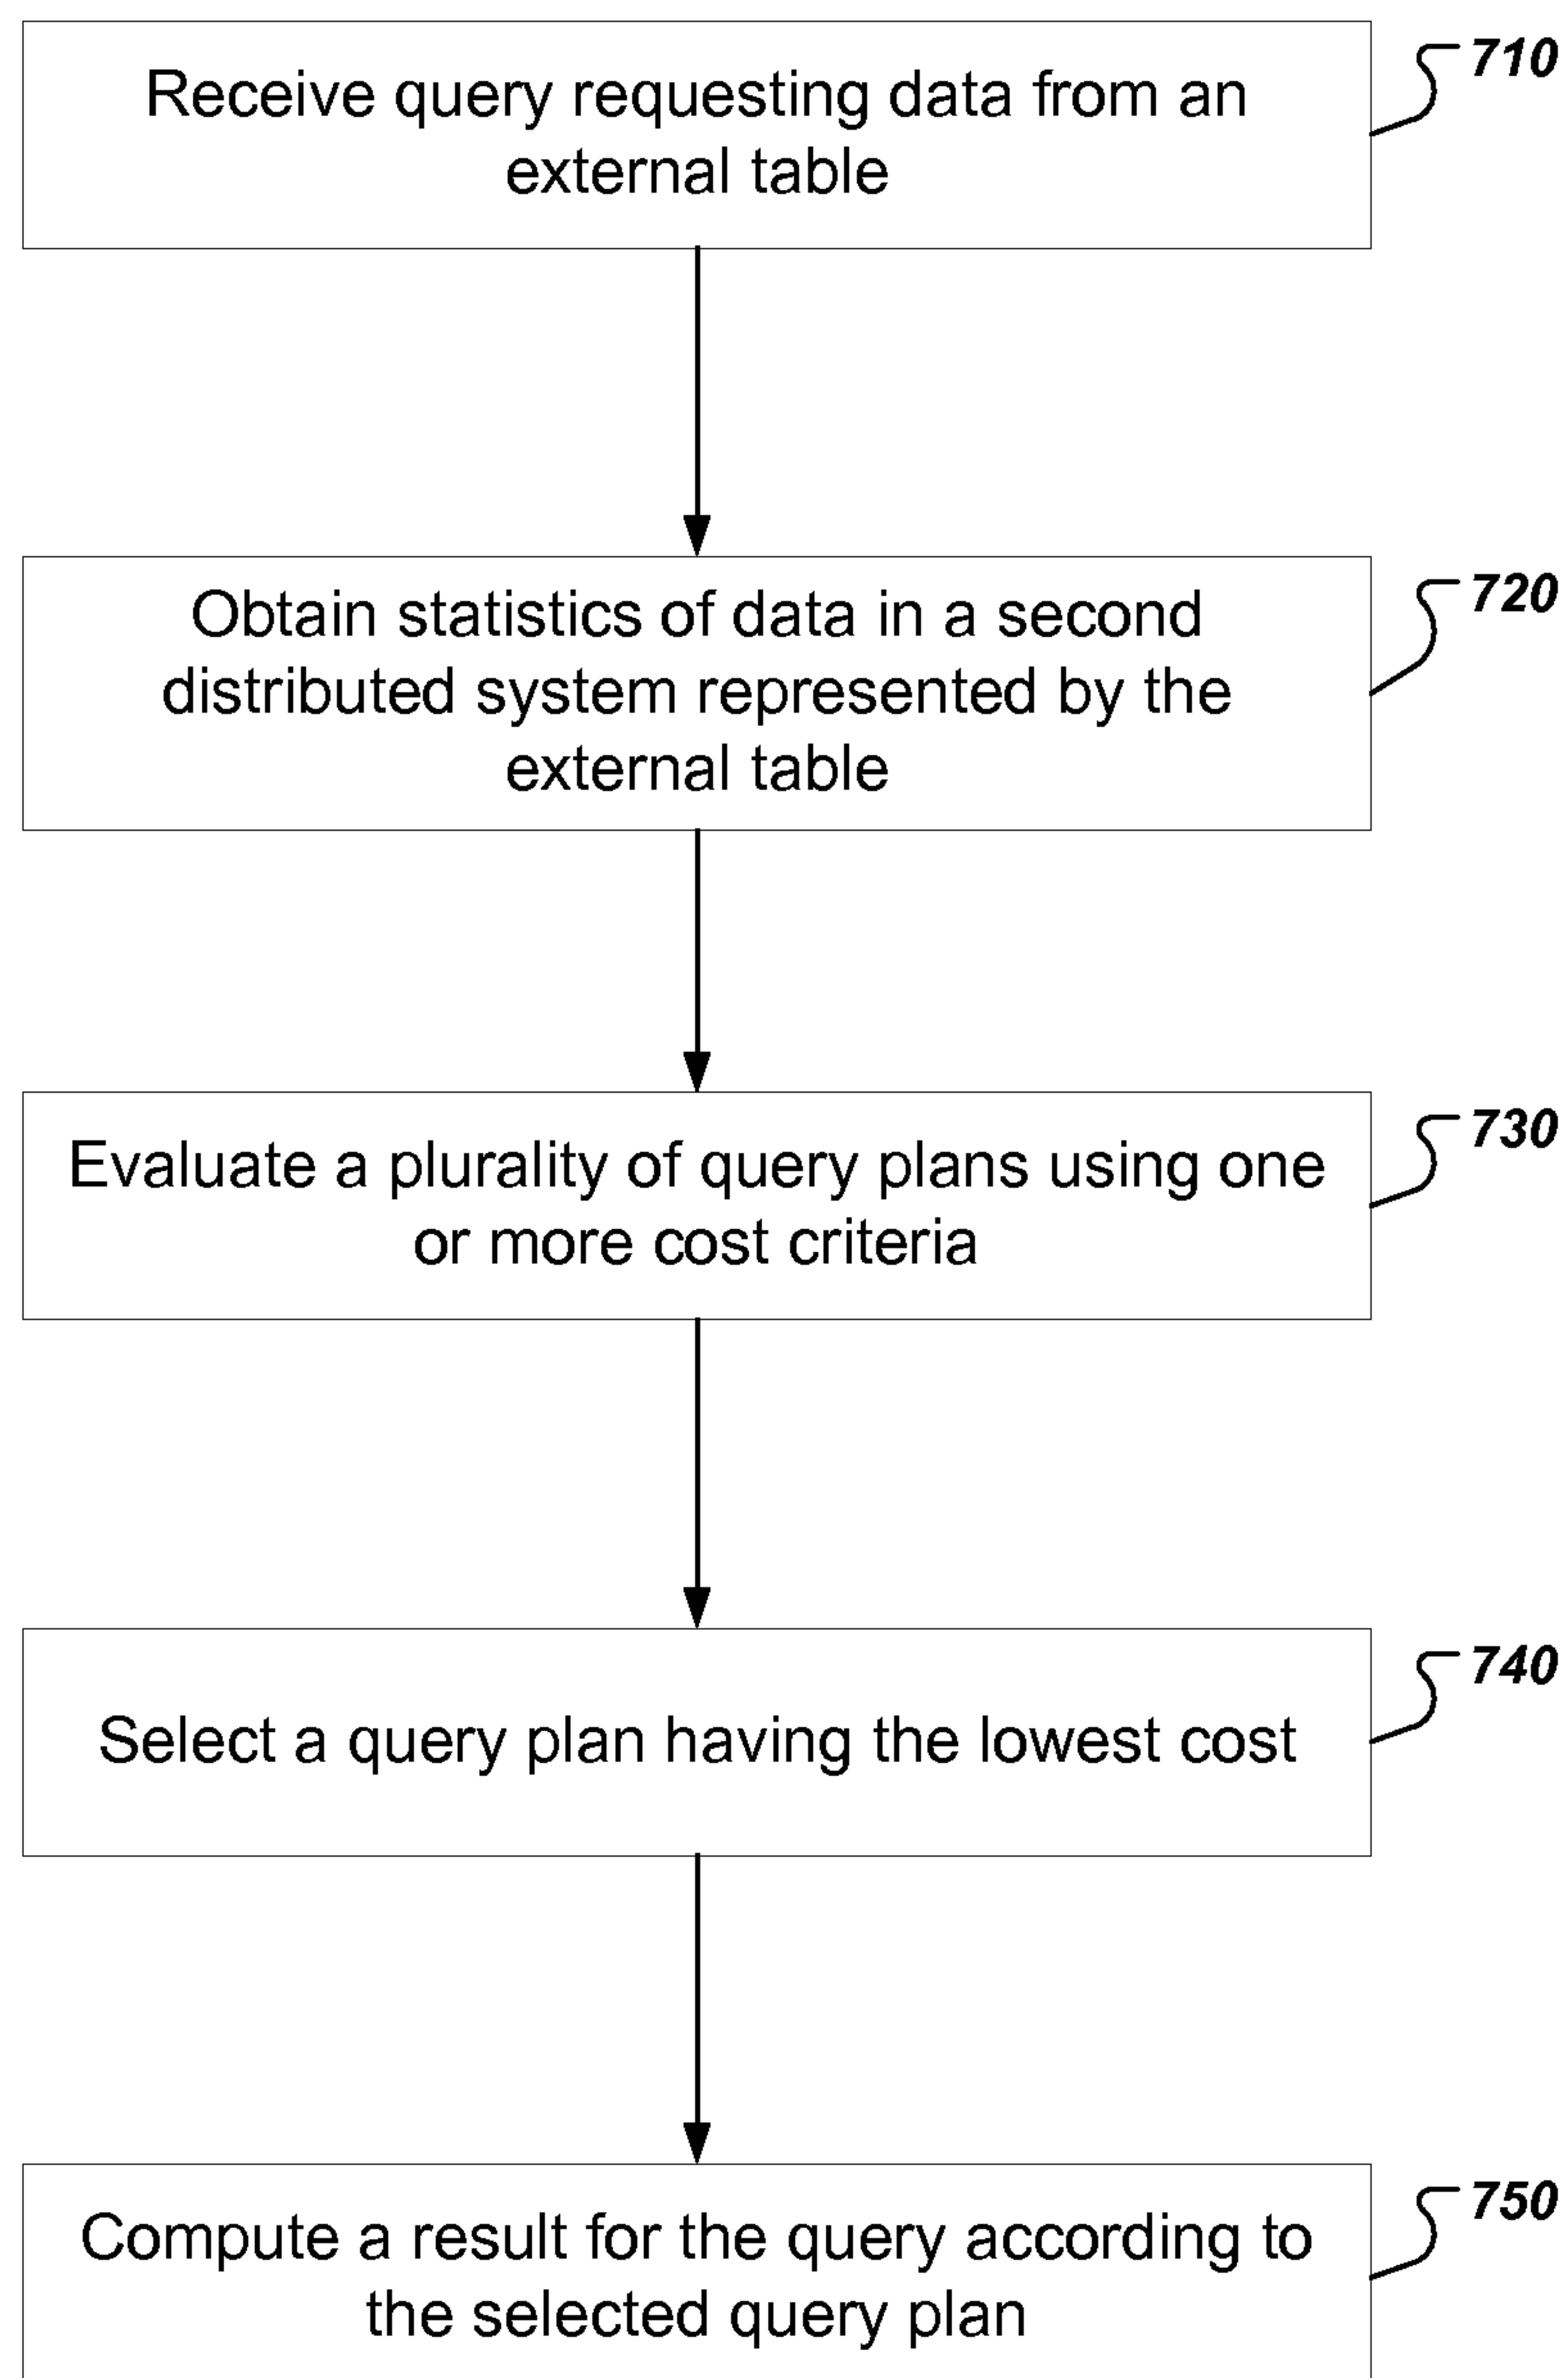 Receive query requesting data from an
external table
710
Obtain statistics of data in a second
distributed system represented by the
external table
720
Evaluate a plurality of query plans using one
or more cost criteria
730
Select a query plan having the lowest cost
740
Compute a result for the query according to
the selected query plan
750